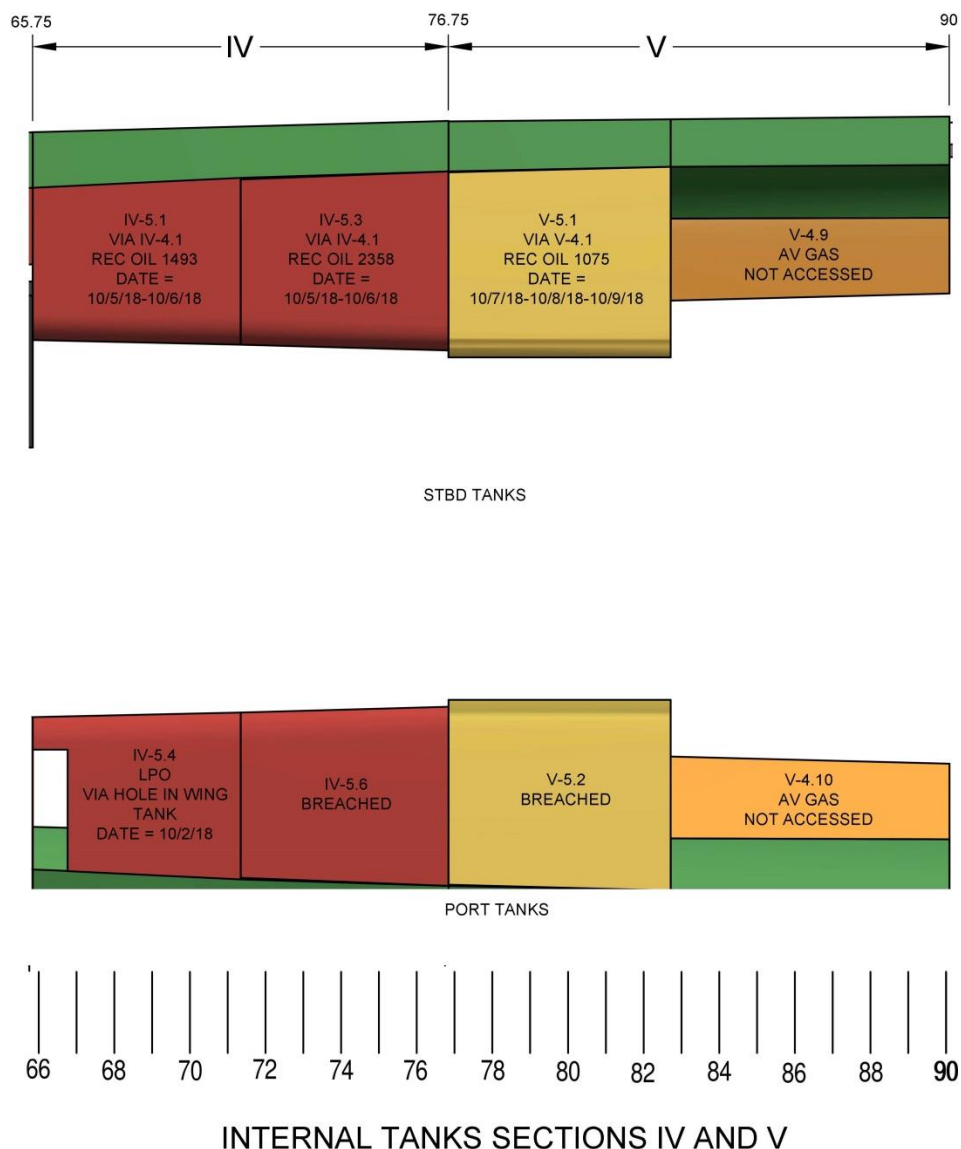 65.75 76.75 90
IV V
IV-5.1
VIA IV-4.1
REC OIL 1493
DATE =
10/5/18-10/6/18
IV-5.3
VIA IV-4.1
REC OIL 2358
DATE =
10/5/18-10/6/18
V-5.1
VIA V-4.1
REC OIL 1075
DATE =
10/7/18-10/8/18-10/9/18
V-4.9
AV GAS
NOT ACCESSED
STBD TANKS
IV-5.4
LPO
VIA HOLE IN WING
TANK
DATE = 10/2/18
IV-5.6
BREACHED
V-5.2
BREACHED
V-4.10
AV GAS
NOT ACCESSED
PORT TANKS
66 68 70 72 74 76 78 80 82 84 86 88 90
INTERNAL TANKS SECTIONS IV AND V